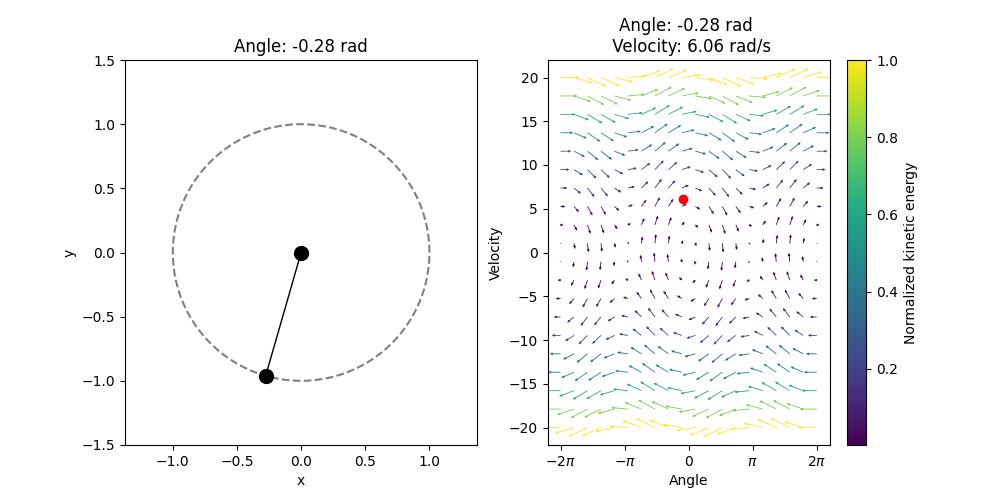 Angle: -0.28 rad
1.5
1.0
0.5
0.0
−0.5
−1.0
−1.5
y
−1.0
−0.5
0.0
0.5
1.0
x
Angle: -0.28 rad
Velocity: 6.06 rad/s
20
15
10
5
0
−5
−10
−15
−20
Velocity
−2π
−π
0
π
2π
Angle
1.0
0.8
0.6
0.4
0.2
Normalized kinetic energy